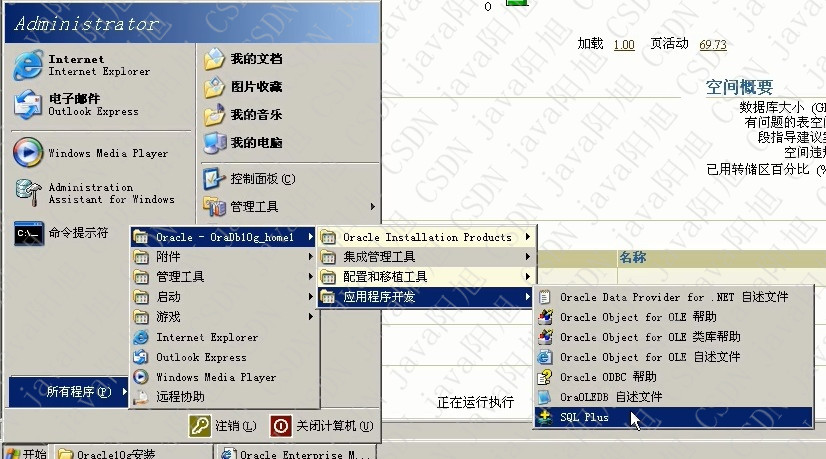 Administrator
Internet
Internet Explorer
电子邮件
Outlook Express
Windows Media Player
Administration
Assistant for Windows
命令提示符
所有程序(P)
我的文档
图片收藏
我的音乐
我的电脑
控制面板(C)
管理工具
Oracle - OraDb10g_home1
附件
管理工具
启动
游戏
Internet Explorer
Outlook Express
Windows Media Player
远程协助
Oracle Installation Products
集成管理工具
配置和移植工具
应用程序开发
Oracle Data Provider for .NET 自述文件
Oracle Object for OLE 帮助
Oracle Object for OLE 类库帮助
Oracle Object for OLE 自述文件
Oracle ODBC 帮助
OraOLEDB 自述文件
SQL Plus
注销(L)
关闭计算机(U)
开始
Oracle10g安装
Oracle Enterprise M...
0
加载 1.00 页活动 69.73
空间概要
数据库大小 (G
有问题的表空
段指导建议
空间违
已用转储区百分比 (%
名称
正在运行执行
CSDN java阳旭